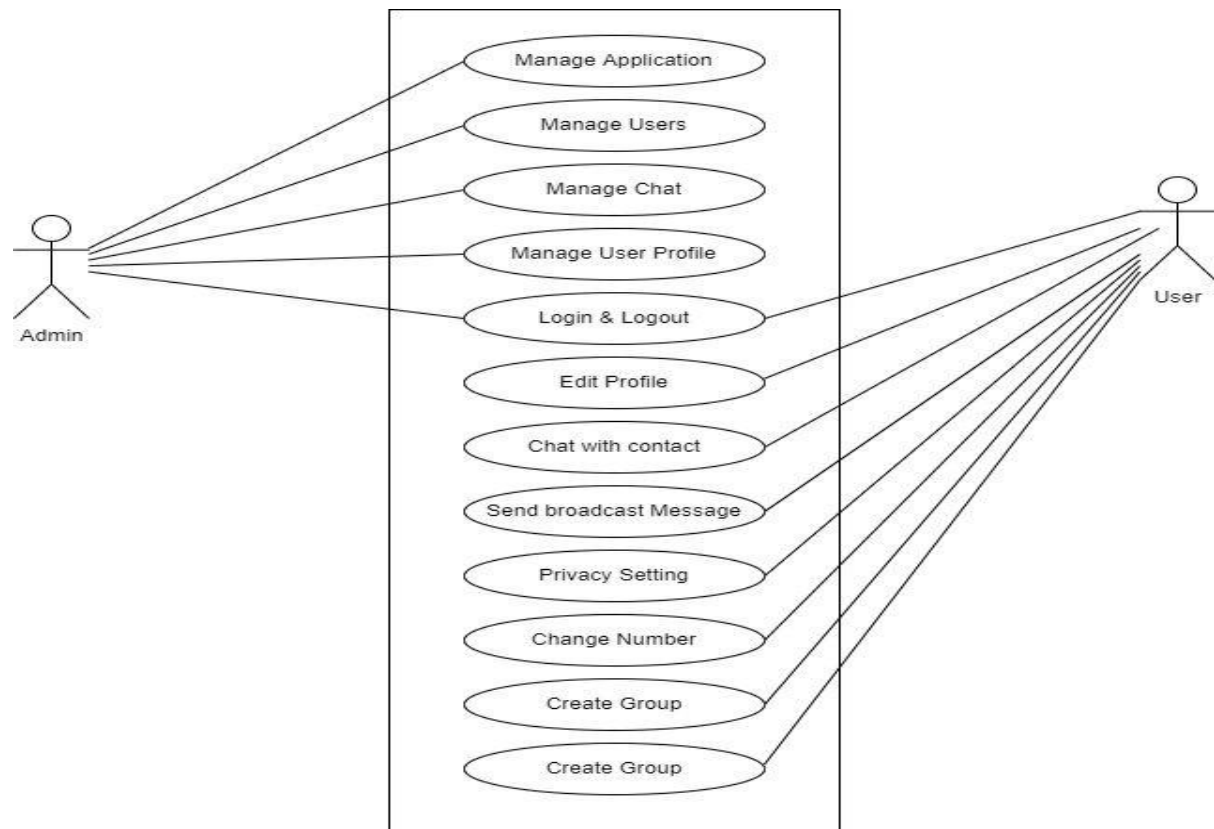 Manage Application
Manage Users
Manage Chat
Manage User Profile
Login & Logout
Edit Profile
Chat with contact
Send broadcast Message
Privacy Setting
Change Number
Create Group
Create Group
Admin
User